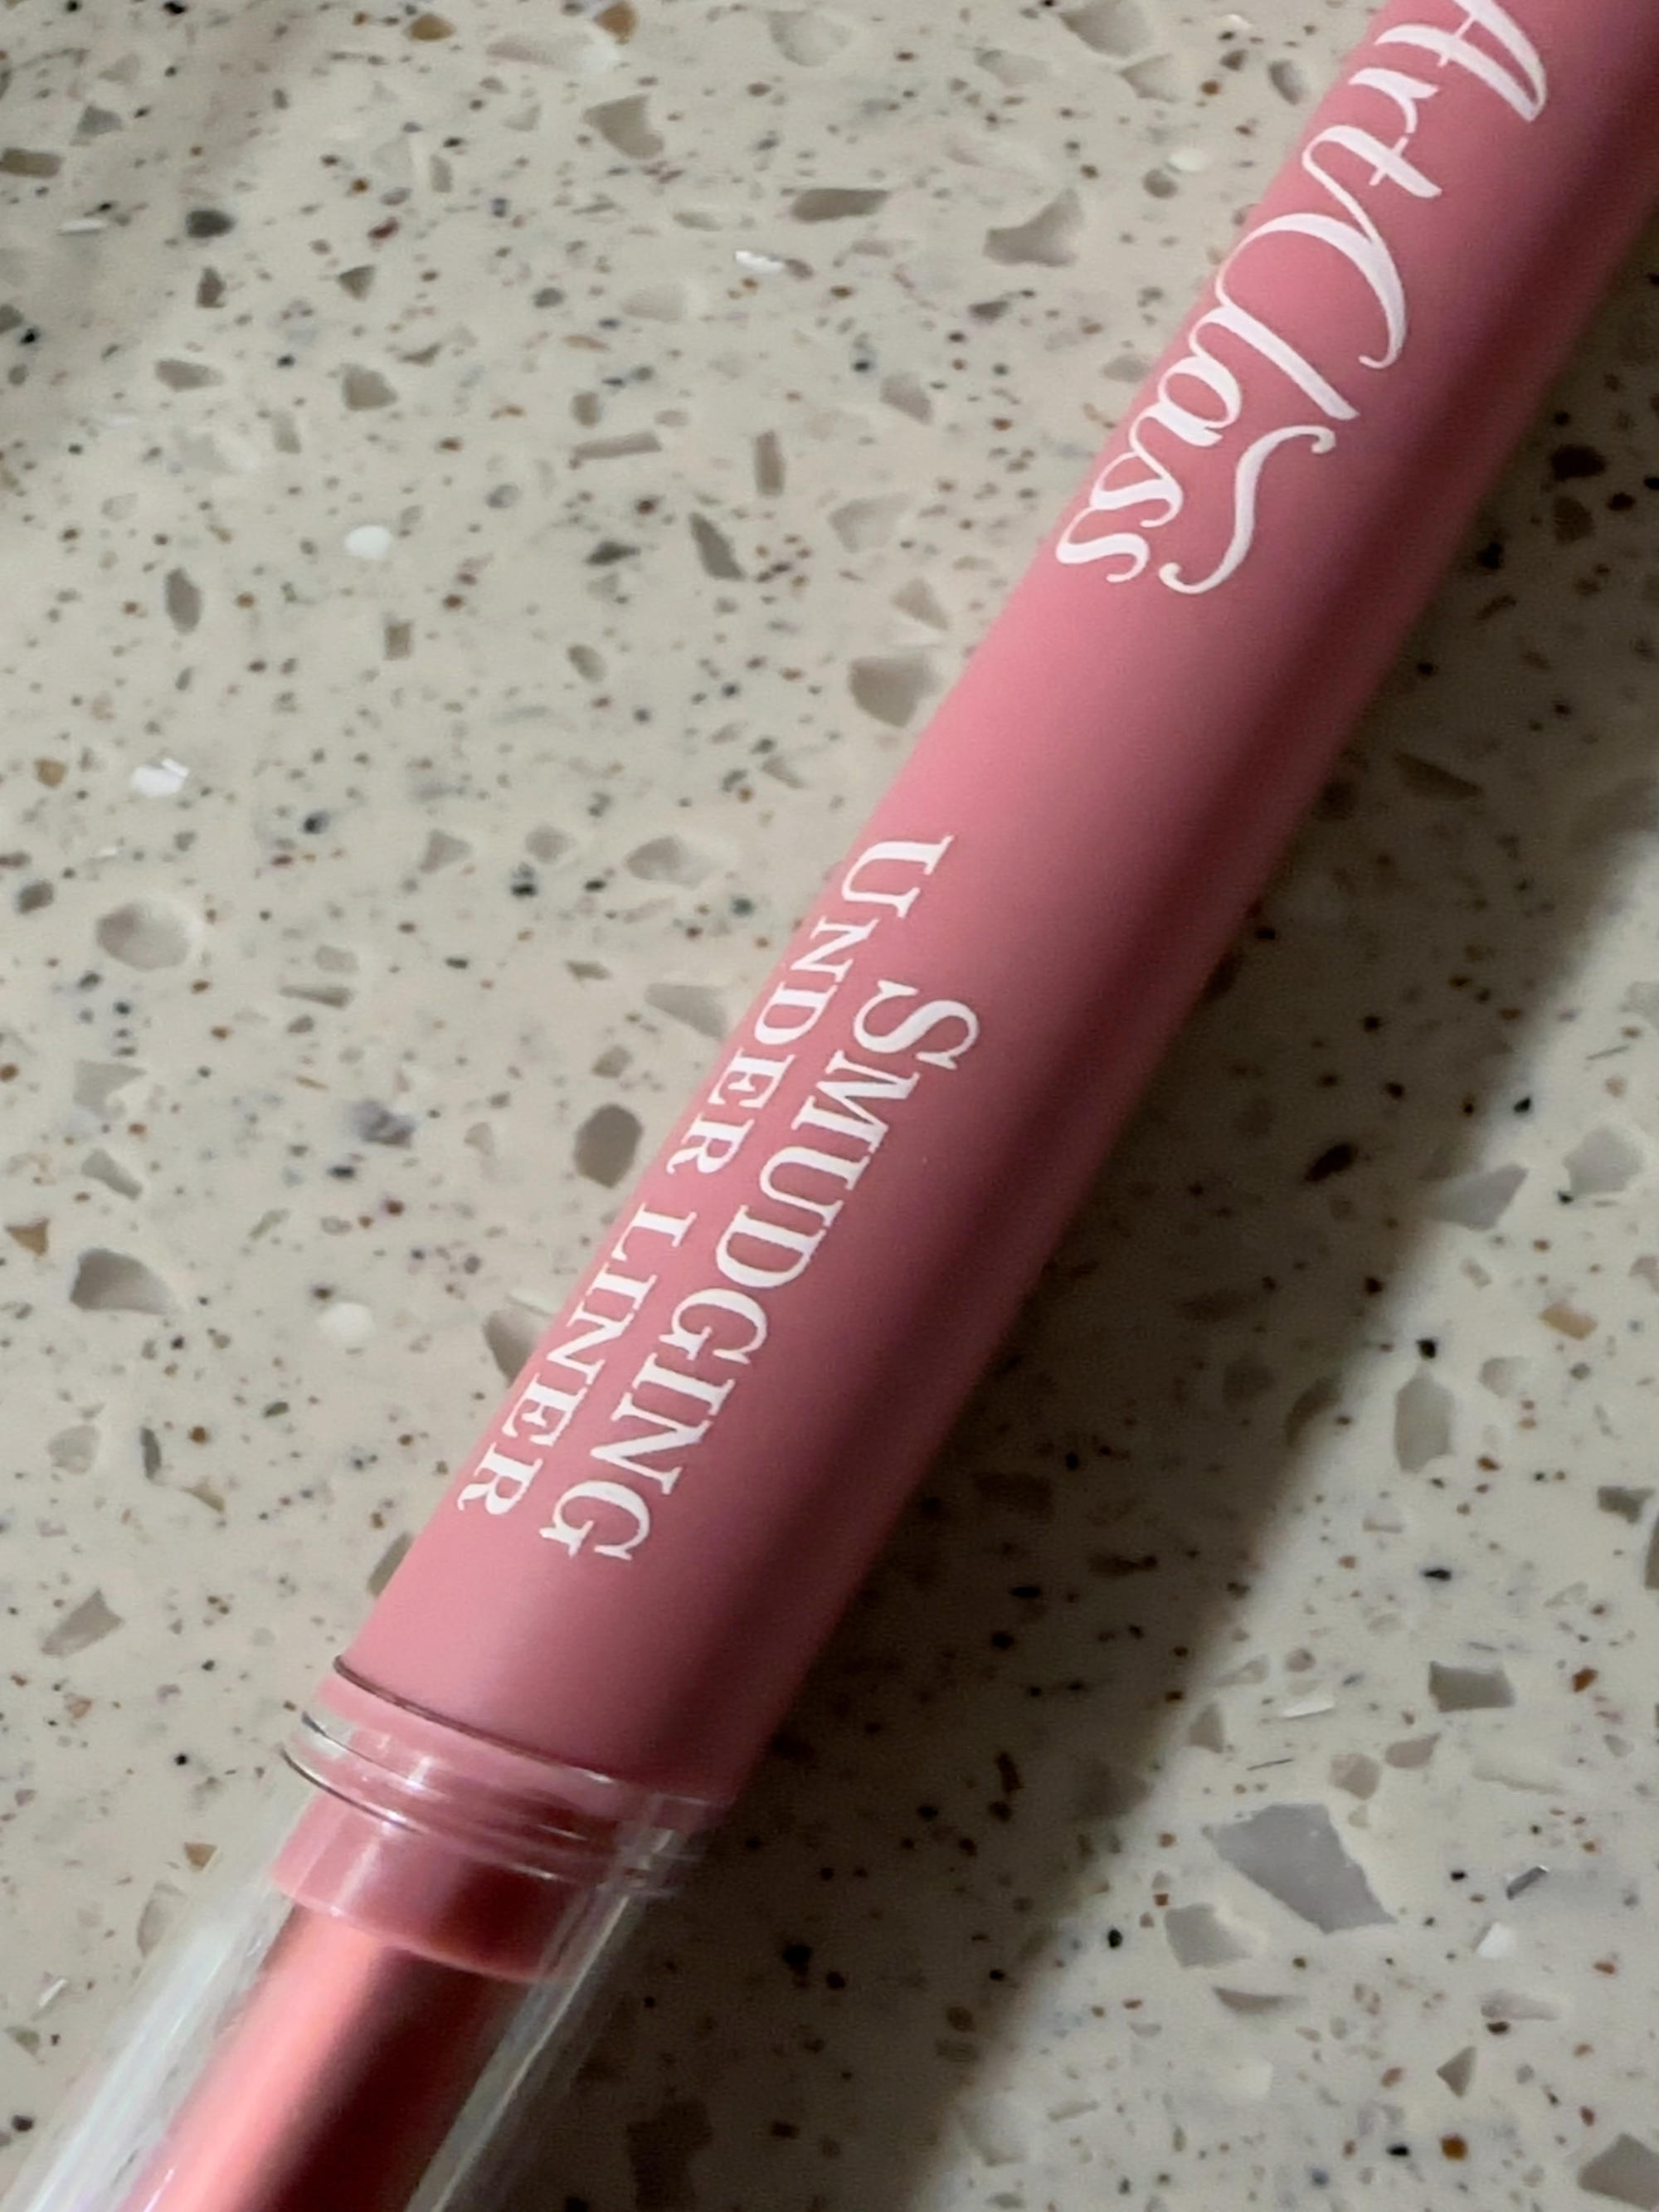 Art Class
SMUDGING
UNDER LINER